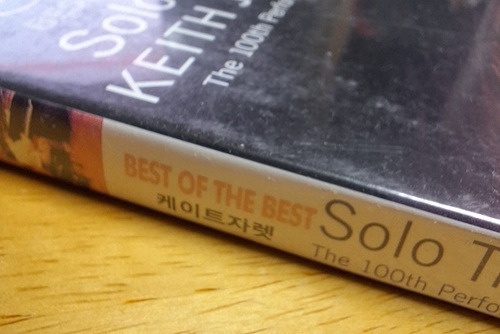 Solo
KEITH
The 100th
BEST OF THE BEST
케이트자렛
Solo
The 100th